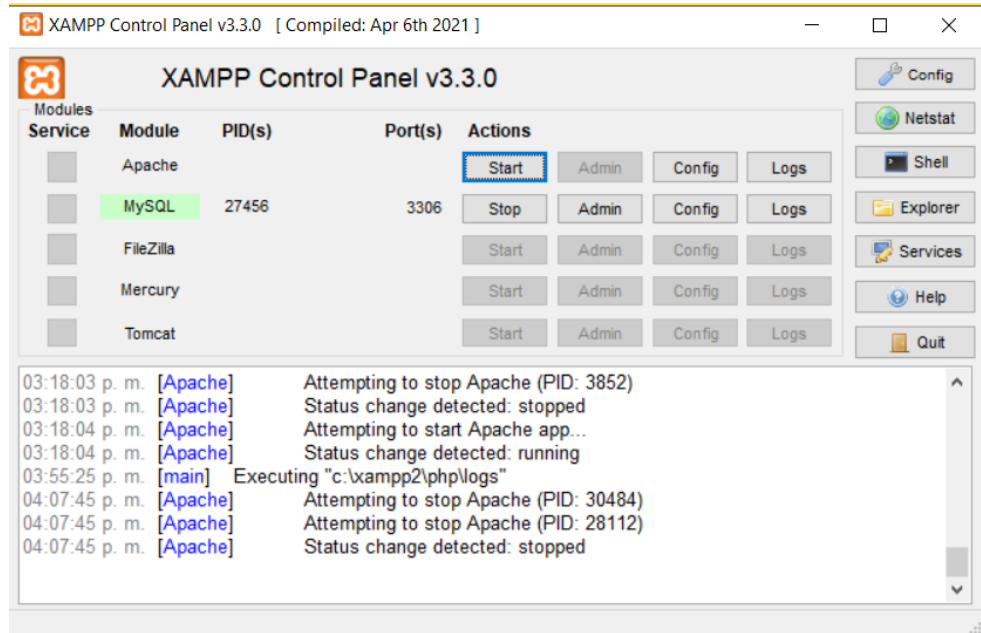 XAMPP Control Panel v3.3.0 [ Compiled: Apr 6th 2021 ]
XAMPP Control Panel v3.3.0
Config
Modules
Service Module PID(s) Port(s) Actions
Netstat
Apache Start Admin Config Logs
Shell
MySQL 27456 3306 Stop Admin Config Logs
Explorer
FileZilla Start Admin Config Logs
Services
Mercury Start Admin Config Logs
Help
Tomcat Start Admin Config Logs
Quit
03:18:03 p. m. [Apache] Attempting to stop Apache (PID: 3852)
03:18:03 p. m. [Apache] Status change detected: stopped
03:18:04 p. m. [Apache] Attempting to start Apache app...
03:18:04 p. m. [Apache] Status change detected: running
03:55:25 p. m. [main] Executing "c:\xampp2\php\logs"
04:07:45 p. m. [Apache] Attempting to stop Apache (PID: 30484)
04:07:45 p. m. [Apache] Attempting to stop Apache (PID: 28112)
04:07:45 p. m. [Apache] Status change detected: stopped